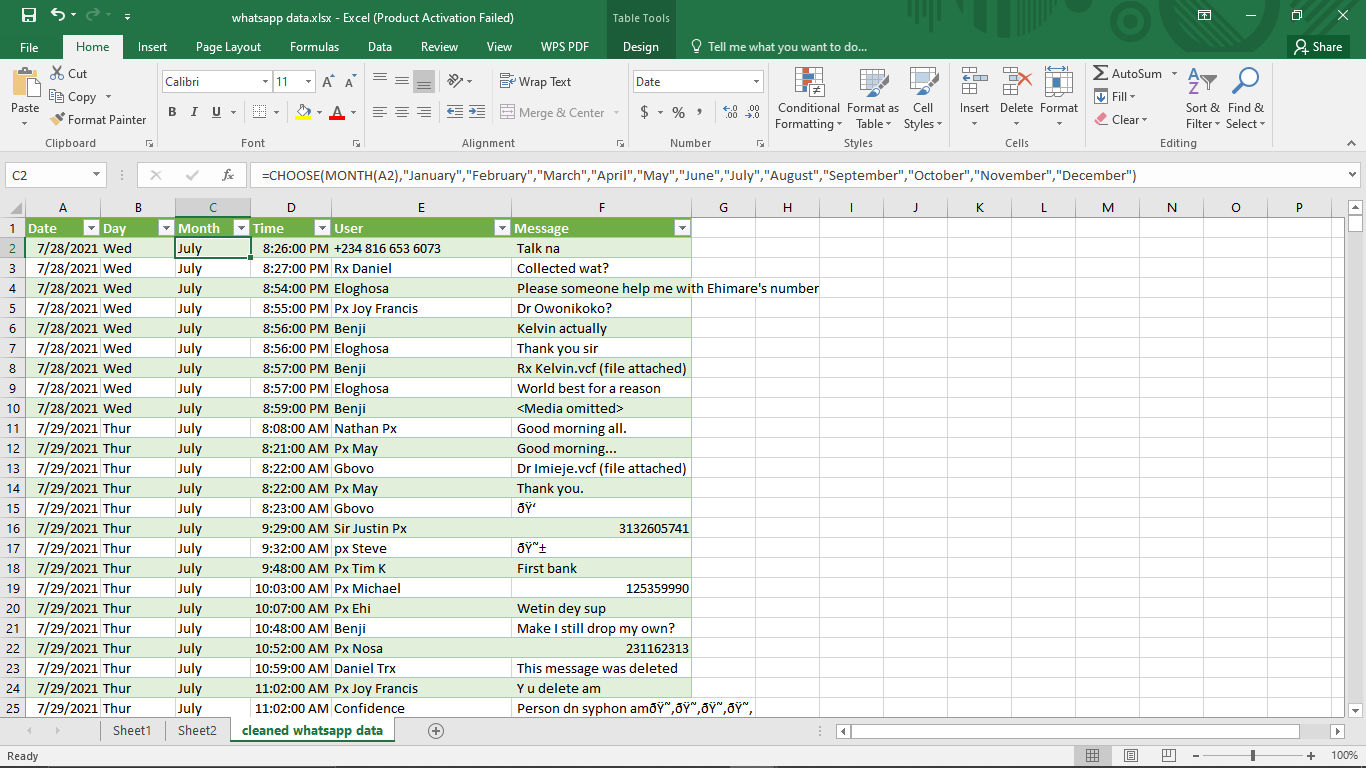 whatsapp data.xlsx - Excel (Product Activation Failed)
Table Tools
File Home Insert Page Layout Formulas Data Review View WPS PDF Design Tell me what you want to do... Share
Paste
Cut
Copy
Format Painter
Clipboard
Calibri 11
B I U
Font
Wrap Text
Merge & Center
Alignment
Date
$ % ,
Number
Conditional Formatting
Format as Table
Cell Styles
Styles
Insert Delete Format
Cells
AutoSum
Fill
Clear
Sort & Filter
Find & Select
Editing
C2 fx =CHOOSE(MONTH(A2),"January","February","March","April","May","June","July","August","September","October","November","December")
A B C D E F G H I J K L M N O P
1 Date Day Month Time User Message
2 7/28/2021 Wed July 8:26:00 PM +234 816 653 6073 Talk na
3 7/28/2021 Wed July 8:27:00 PM Rx Daniel Collected wat?
4 7/28/2021 Wed July 8:54:00 PM Eloghosa Please someone help me with Ehimare's number
5 7/28/2021 Wed July 8:55:00 PM Px Joy Francis Dr Owonikoko?
6 7/28/2021 Wed July 8:56:00 PM Benji Kelvin actually
7 7/28/2021 Wed July 8:56:00 PM Eloghosa Thank you sir
8 7/28/2021 Wed July 8:57:00 PM Benji Rx Kelvin.vcf (file attached)
9 7/28/2021 Wed July 8:57:00 PM Eloghosa World best for a reason
10 7/28/2021 Wed July 8:59:00 PM Benji <Media omitted>
11 7/29/2021 Thur July 8:08:00 AM Nathan Px Good morning all.
12 7/29/2021 Thur July 8:21:00 AM Px May Good morning...
13 7/29/2021 Thur July 8:22:00 AM Gbovo Dr Imieje.vcf (file attached)
14 7/29/2021 Thur July 8:22:00 AM Px May Thank you.
15 7/29/2021 Thur July 8:23:00 AM Gbovo ðŸ‘
16 7/29/2021 Thur July 9:29:00 AM Sir Justin Px 3132605741
17 7/29/2021 Thur July 9:32:00 AM px Steve ðŸ˜±
18 7/29/2021 Thur July 9:48:00 AM Px Tim K First bank
19 7/29/2021 Thur July 10:03:00 AM Px Michael 125359990
20 7/29/2021 Thur July 10:07:00 AM Px Ehi Wetin dey sup
21 7/29/2021 Thur July 10:48:00 AM Benji Make I still drop my own?
22 7/29/2021 Thur July 10:52:00 AM Px Nosa 231162313
23 7/29/2021 Thur July 10:59:00 AM Daniel Trx This message was deleted
24 7/29/2021 Thur July 11:02:00 AM Px Joy Francis Y u delete am
25 7/29/2021 Thur July 11:02:00 AM Confidence Person dn syphon amðŸ˜‚ðŸ˜‚ðŸ˜‚ðŸ˜‚
Sheet1 Sheet2 cleaned whatsapp data
Ready 100%